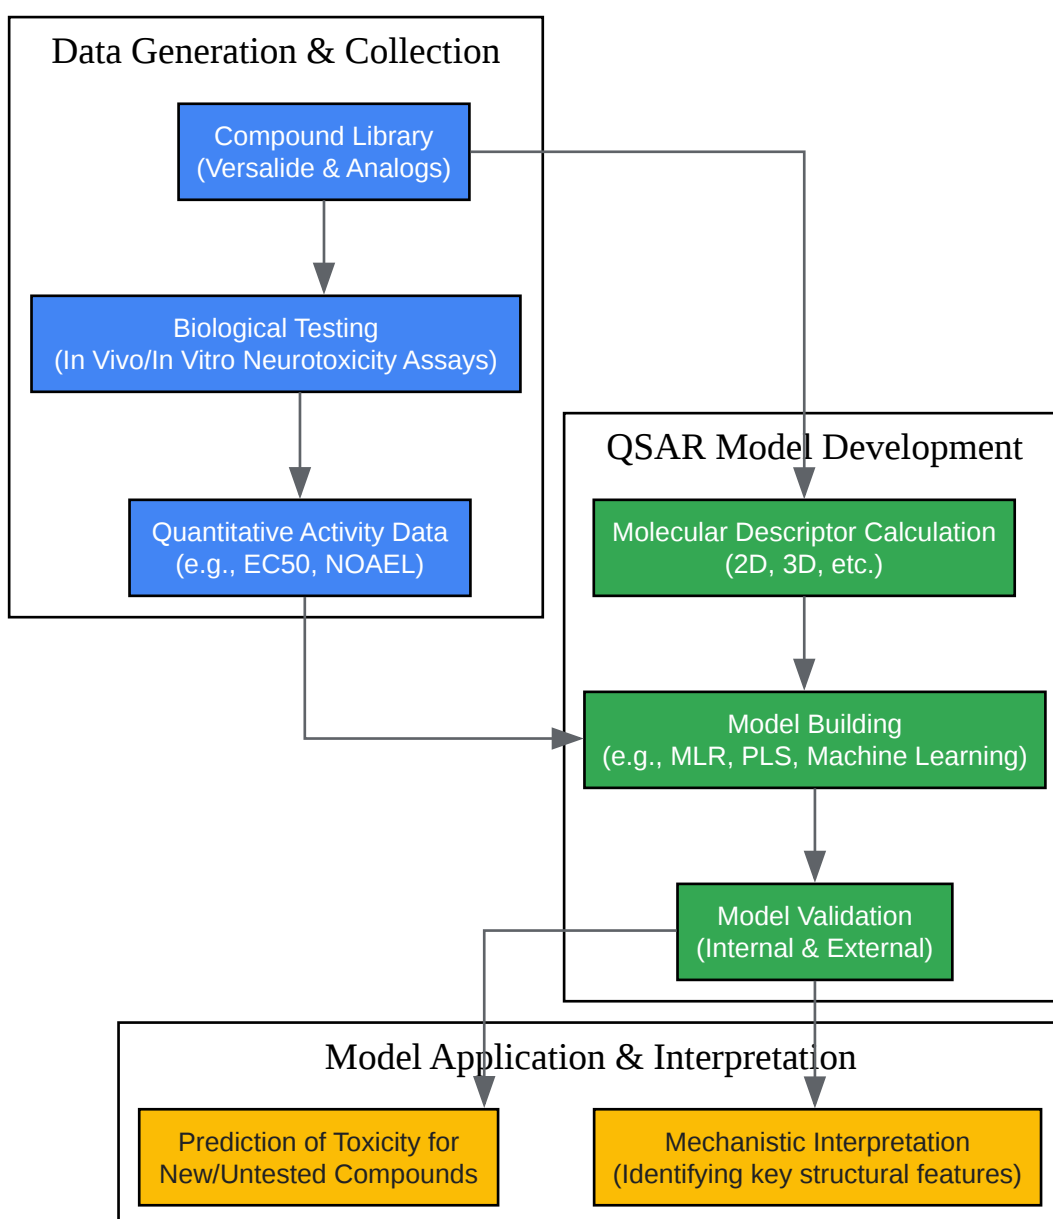 Data Generation & Collection
Compound Library
(Versalide & Analogs)
Biological Testing
(In Vivo/In Vitro Neurotoxicity Assays)
Quantitative Activity Data
(e.g., EC50, NOAEL)
QSAR Model Development
Molecular Descriptor Calculation
(2D, 3D, etc.)
Model Building
(e.g., MLR, PLS, Machine Learning)
Model Validation
(Internal & External)
Model Application & Interpretation
Prediction of Toxicity for
New/Untested Compounds
Mechanistic Interpretation
(Identifying key structural features)